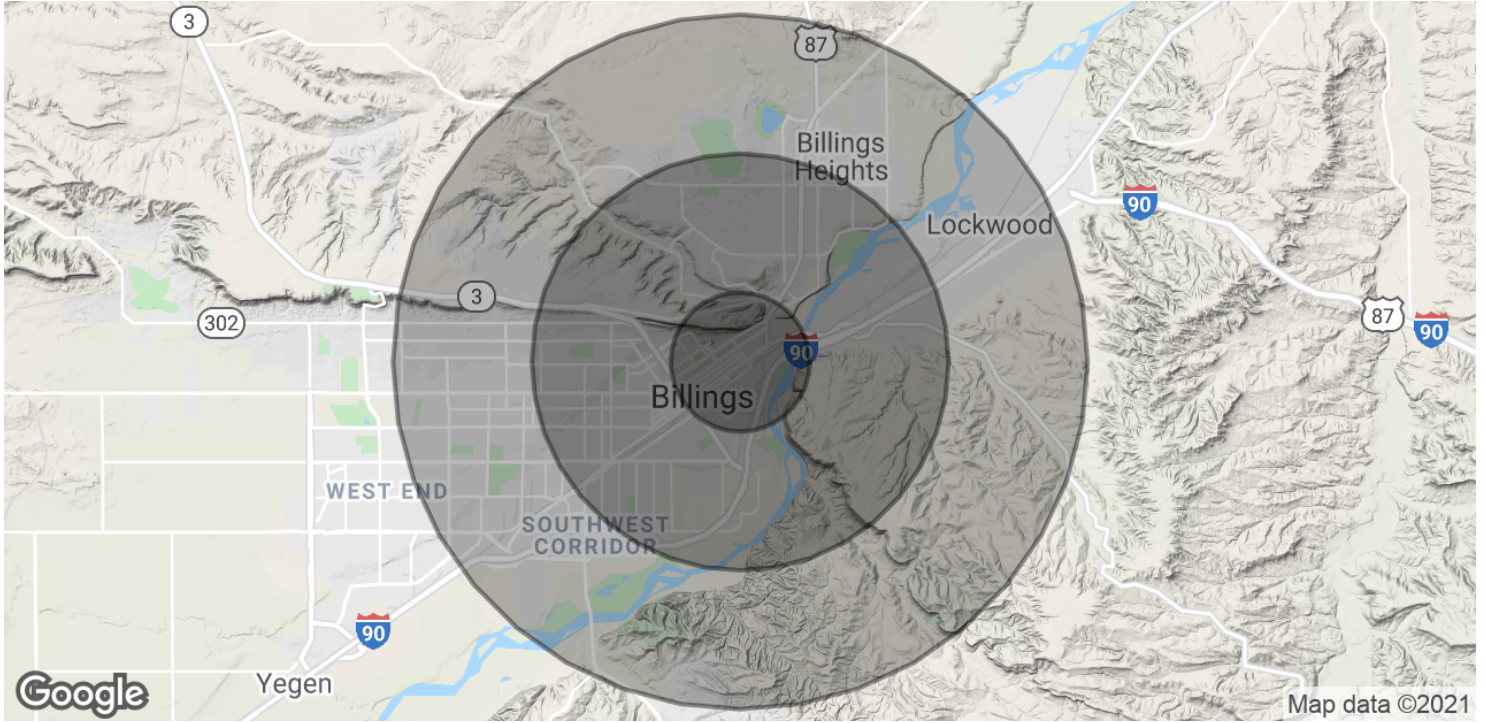 3
87
Billings
Heights
90
Lockwood
3
302
87
90
90
Billings
WEST END
SOUTHWEST
CORRIDOR
90
Yegen
Google
Map data ©2021